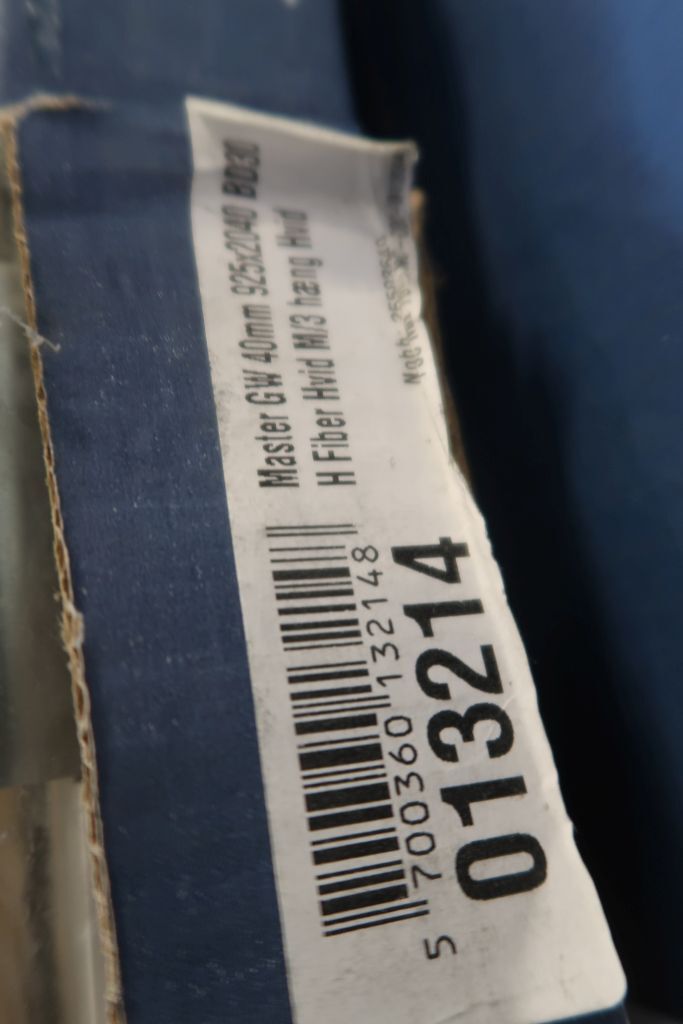 Master GW 40mm 925x2040 BD30
H Fiber Hvid M/3 hæng Hvid
5 700360 132148
013214